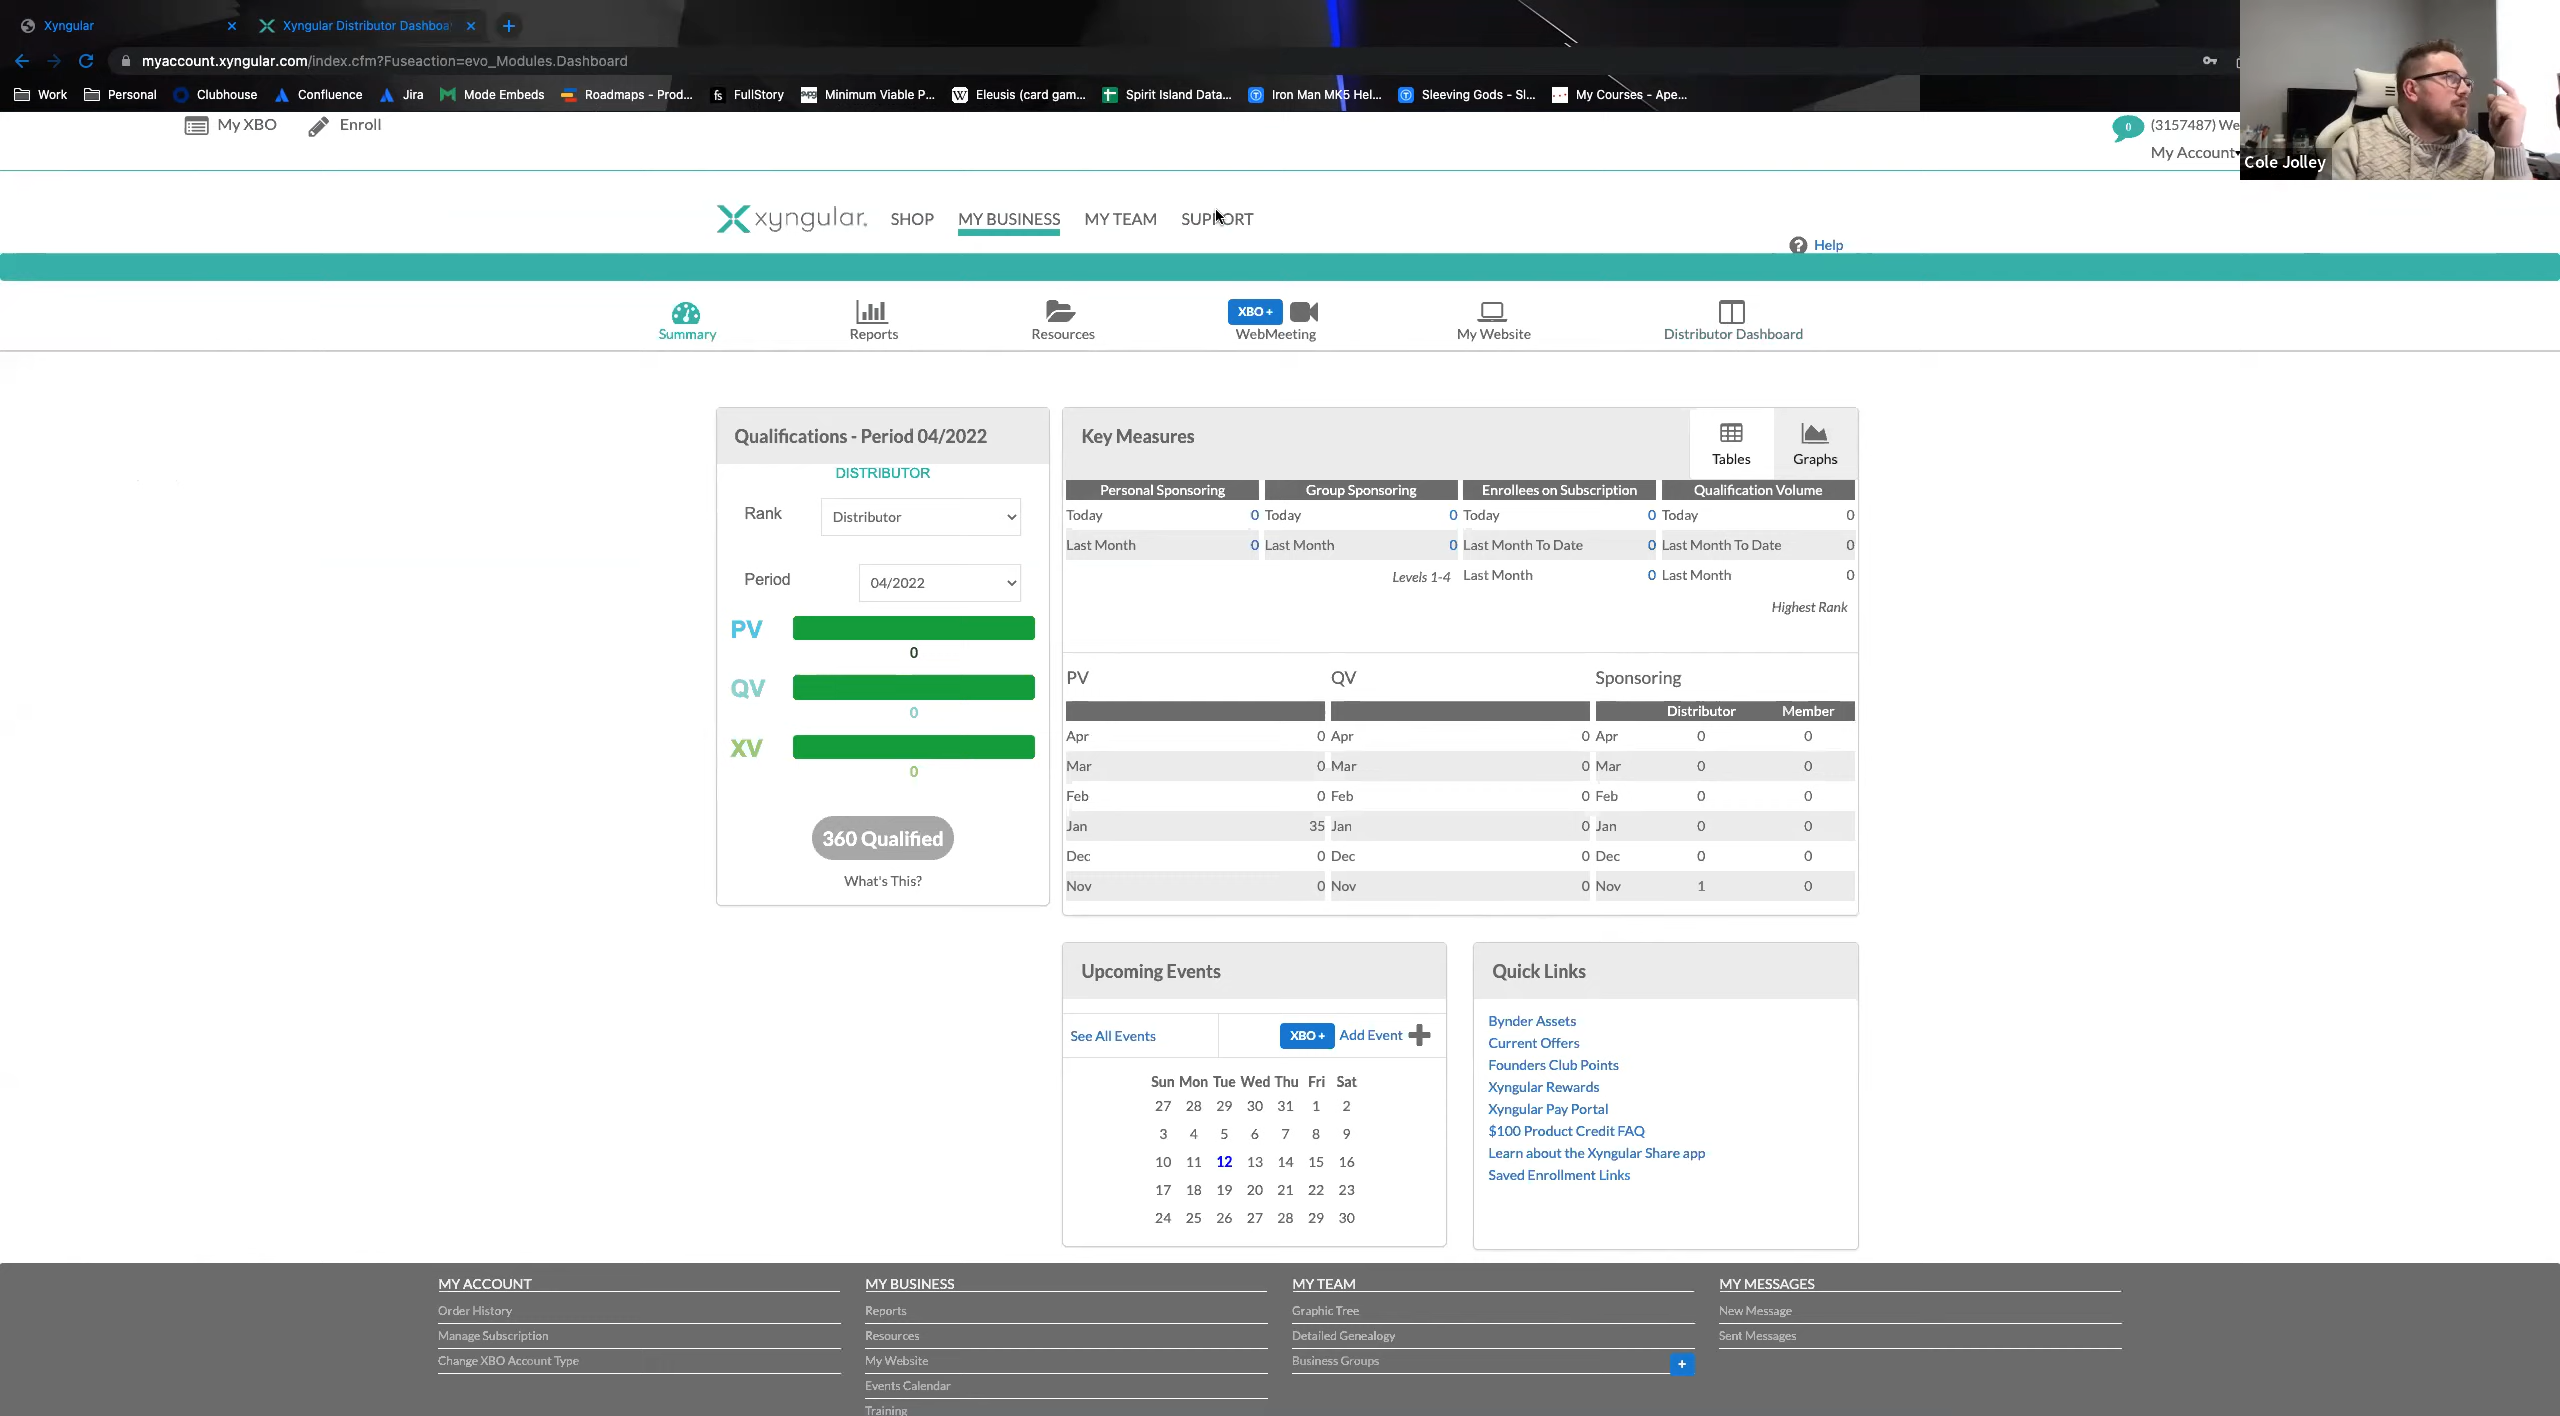 Xyngular
Xyngular Distributor Dashboa
myaccount.xyngular.com/index.cfm?Fuseaction=evo_Modules.Dashboard
Work Personal Clubhouse Confluence Jira Mode Embeds Roadmaps - Prod... FullStory Minimum Viable P... Eleusis (card gam... Spirit Island Data... Iron Man MK5 Hel... Sleeving Gods - Sl... My Courses - Ape...
My XBO Enroll
0 (3157487) We
My Account
Cole Jolley
xyngular. SHOP MY BUSINESS MY TEAM SUPPORT
Help
Summary Reports Resources XBO + WebMeeting My Website Distributor Dashboard
Qualifications - Period 04/2022
DISTRIBUTOR
Rank Distributor
Period 04/2022
PV
0
QV
0
XV
0
360 Qualified
What's This?
Key Measures
Tables Graphs
Personal Sponsoring Group Sponsoring Enrollees on Subscription Qualification Volume
Today 0 Today 0 Today 0 Today 0
Last Month 0 Last Month 0 Last Month To Date 0 Last Month To Date 0
Levels 1-4 Last Month 0 Last Month 0
Highest Rank
PV QV Sponsoring
Distributor Member
Apr 0 Apr 0 Apr 0 0
Mar 0 Mar 0 Mar 0 0
Feb 0 Feb 0 Feb 0 0
Jan 35 Jan 0 Jan 0 0
Dec 0 Dec 0 Dec 0 0
Nov 0 Nov 0 Nov 1 0
Upcoming Events
See All Events XBO + Add Event
Sun Mon Tue Wed Thu Fri Sat
27 28 29 30 31 1 2
3 4 5 6 7 8 9
10 11 12 13 14 15 16
17 18 19 20 21 22 23
24 25 26 27 28 29 30
Quick Links
Bynder Assets
Current Offers
Founders Club Points
Xyngular Rewards
Xyngular Pay Portal
$100 Product Credit FAQ
Learn about the Xyngular Share app
Saved Enrollment Links
MY ACCOUNT
Order History
Manage Subscription
Change XBO Account Type
MY BUSINESS
Reports
Resources
My Website
Events Calendar
Training
MY TEAM
Graphic Tree
Detailed Genealogy
Business Groups +
MY MESSAGES
New Message
Sent Messages